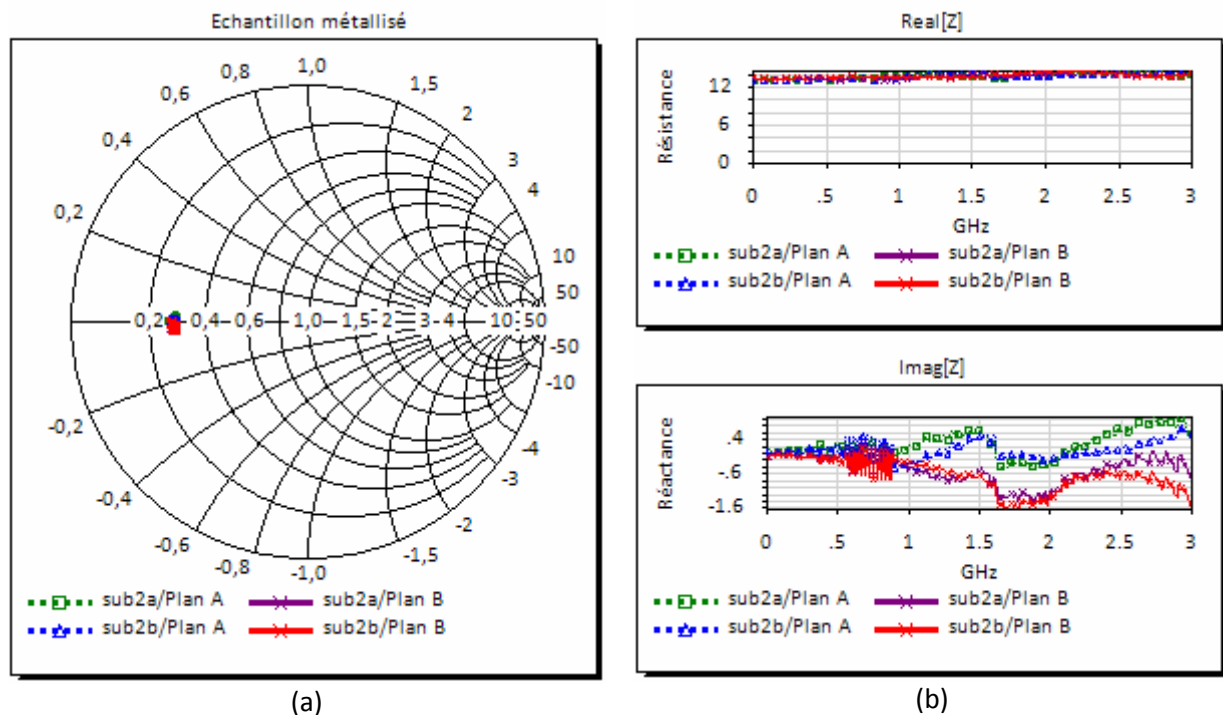 Echantillon métallisé
1,0
0,8
1,5
0,6
2
0,4
3
4
0,2
10
50
0,2 0,4 0,6 1,0 1,5 2 3 4 10 50
-50
-10
-0,2
-4
-3
-0,4
-2
-0,6
-1,5
-0,8
-1,0
sub2a/Plan A sub2a/Plan B
sub2b/Plan A sub2b/Plan B
(a)
Real[Z]
Résistance
12
6
0
0 .5 1 1.5 2 2.5 3
GHz
sub2a/Plan A sub2a/Plan B
sub2b/Plan A sub2b/Plan B
Imag[Z]
Réactance
.4
-.6
-1.6
0 .5 1 1.5 2 2.5 3
GHz
sub2a/Plan A sub2a/Plan B
sub2b/Plan A sub2b/Plan B
(b)